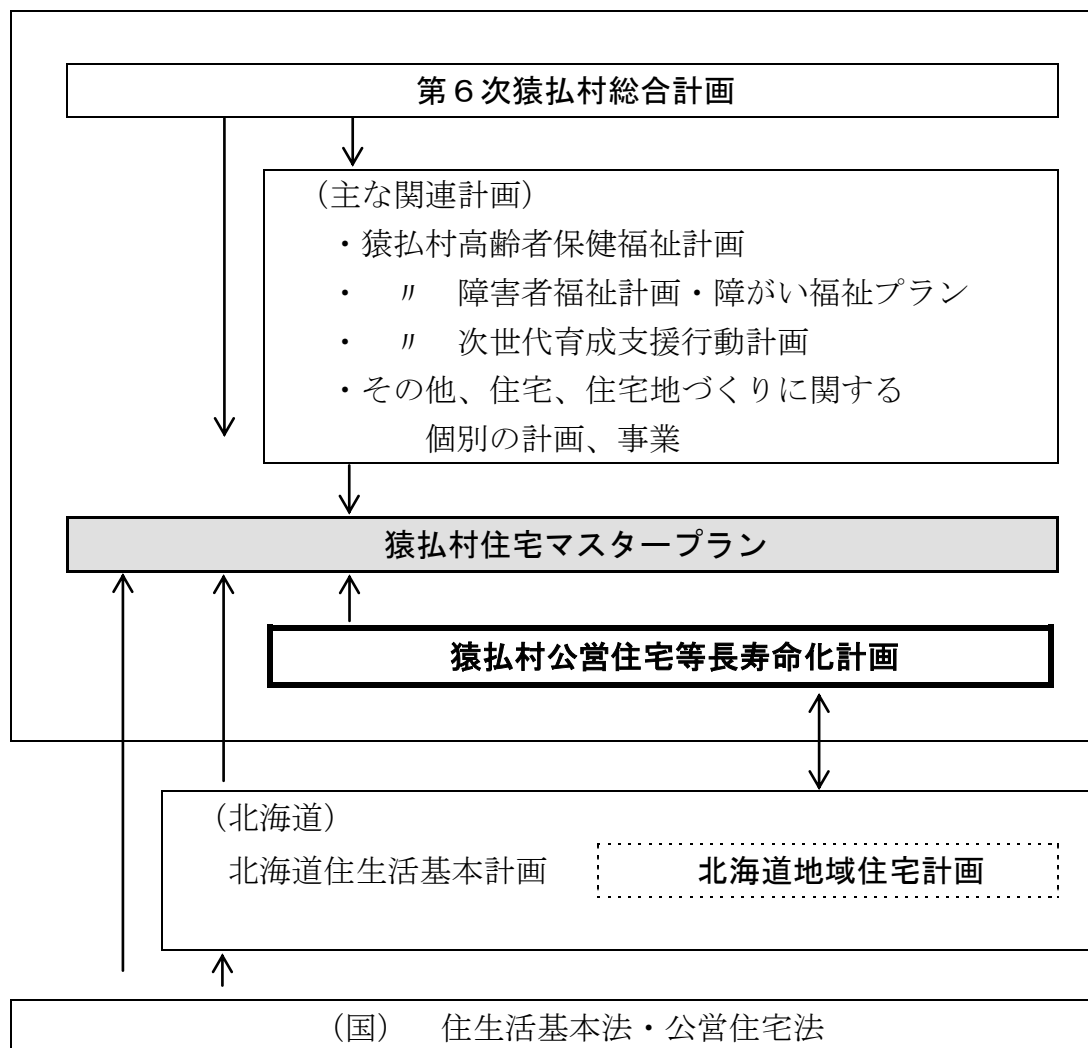 第６次猿払村総合計画
（主な関連計画）
・猿払村高齢者保健福祉計画
・　〃　障害者福祉計画・障がい福祉プラン
・　〃　次世代育成支援行動計画
・その他、住宅、住宅地づくりに関する
個別の計画、事業
猿払村住宅マスタープラン
猿払村公営住宅等長寿命化計画
（北海道）
北海道住生活基本計画　北海道地域住宅計画
（国）　住生活基本法・公営住宅法